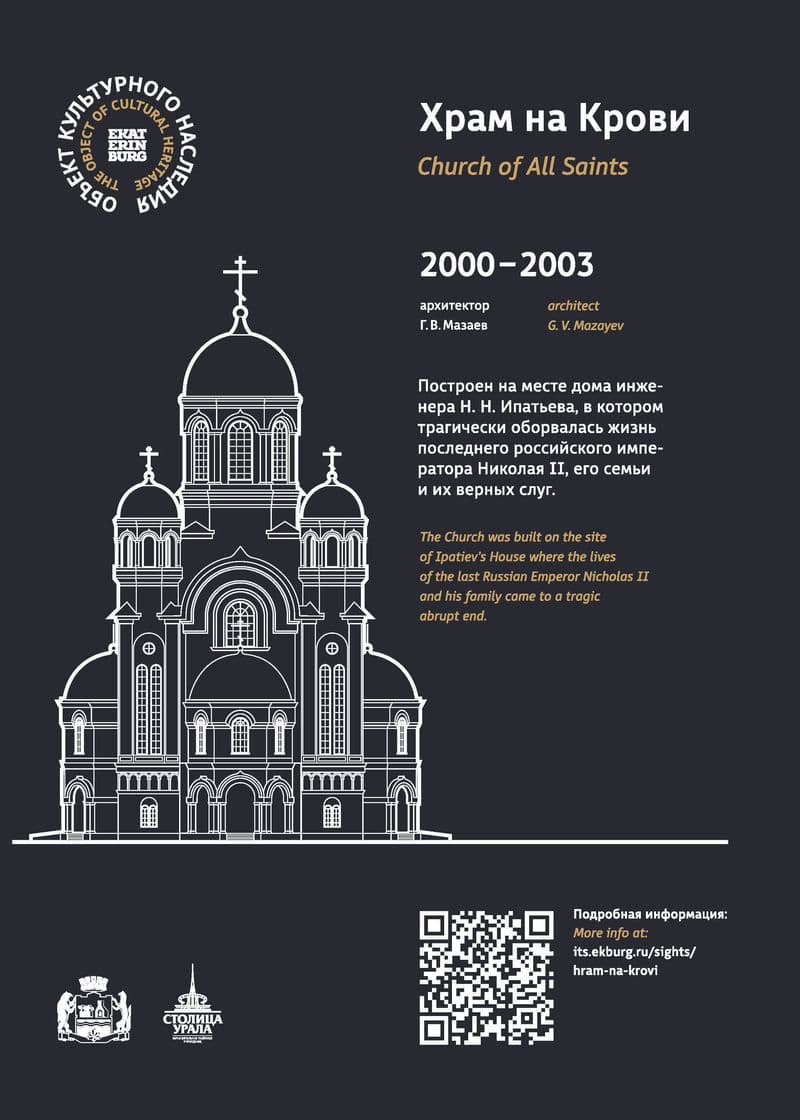 ОБЪЕКТ КУЛЬТУРНОГО НАСЛЕДИЯ
THE OBJECT OF CULTURAL HERITAGE
EKAT
ERIN
BURG
Храм на Крови
Church of All Saints
2000–2003
архитектор architect
Г. В. Мазаев G. V. Mazayev
Построен на месте дома инже-
нера Н. Н. Ипатьева, в котором
трагически оборвалась жизнь
последнего российского импе-
ратора Николая II, его семьи
и их верных слуг.
The Church was built on the site
of Ipatiev's House where the lives
of the last Russian Emperor Nicholas II
and his family came to a tragic
abrupt end.
Подробная информация:
More info at:
its.ekburg.ru/sights/
hram-na-krovi
СТОЛИЦА
УРАЛА